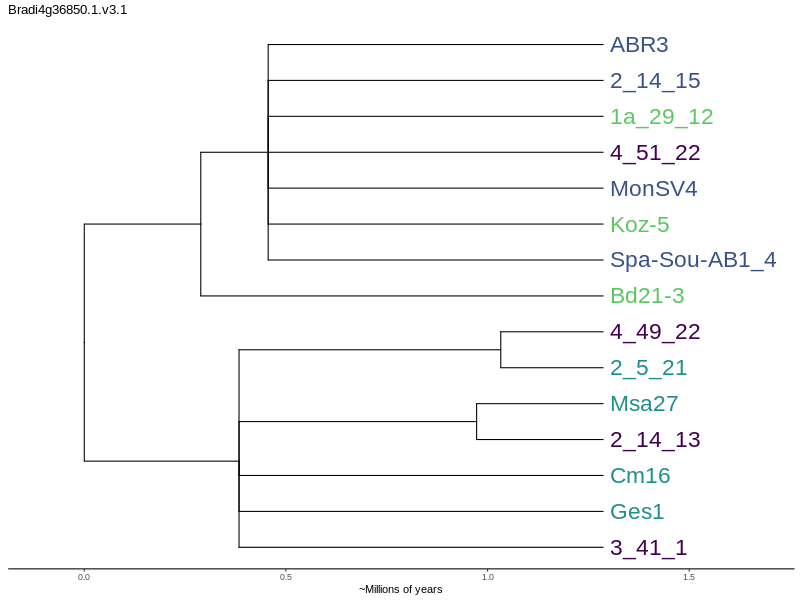 Bradi4g36850.1.v3.1
ABR3
2_14_15
1a_29_12
4_51_22
MonSV4
Koz-5
Spa-Sou-AB1_4
Bd21-3
4_49_22
2_5_21
Msa27
2_14_13
Cm16
Ges1
3_41_1
0.0 0.5 1.0 1.5
~Millions of years